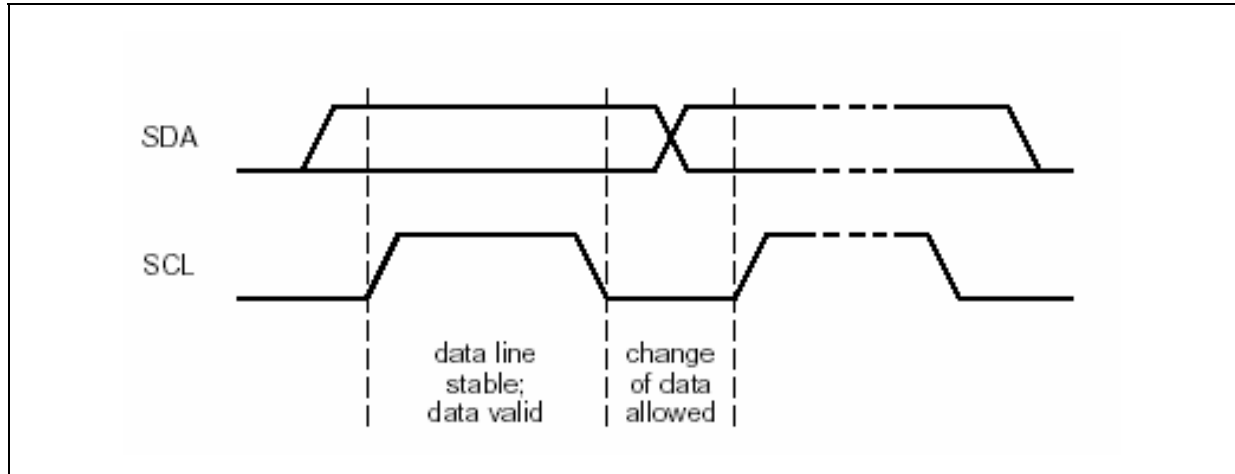 SDA
SCL
data line
stable;
data valid
change
of data
allowed